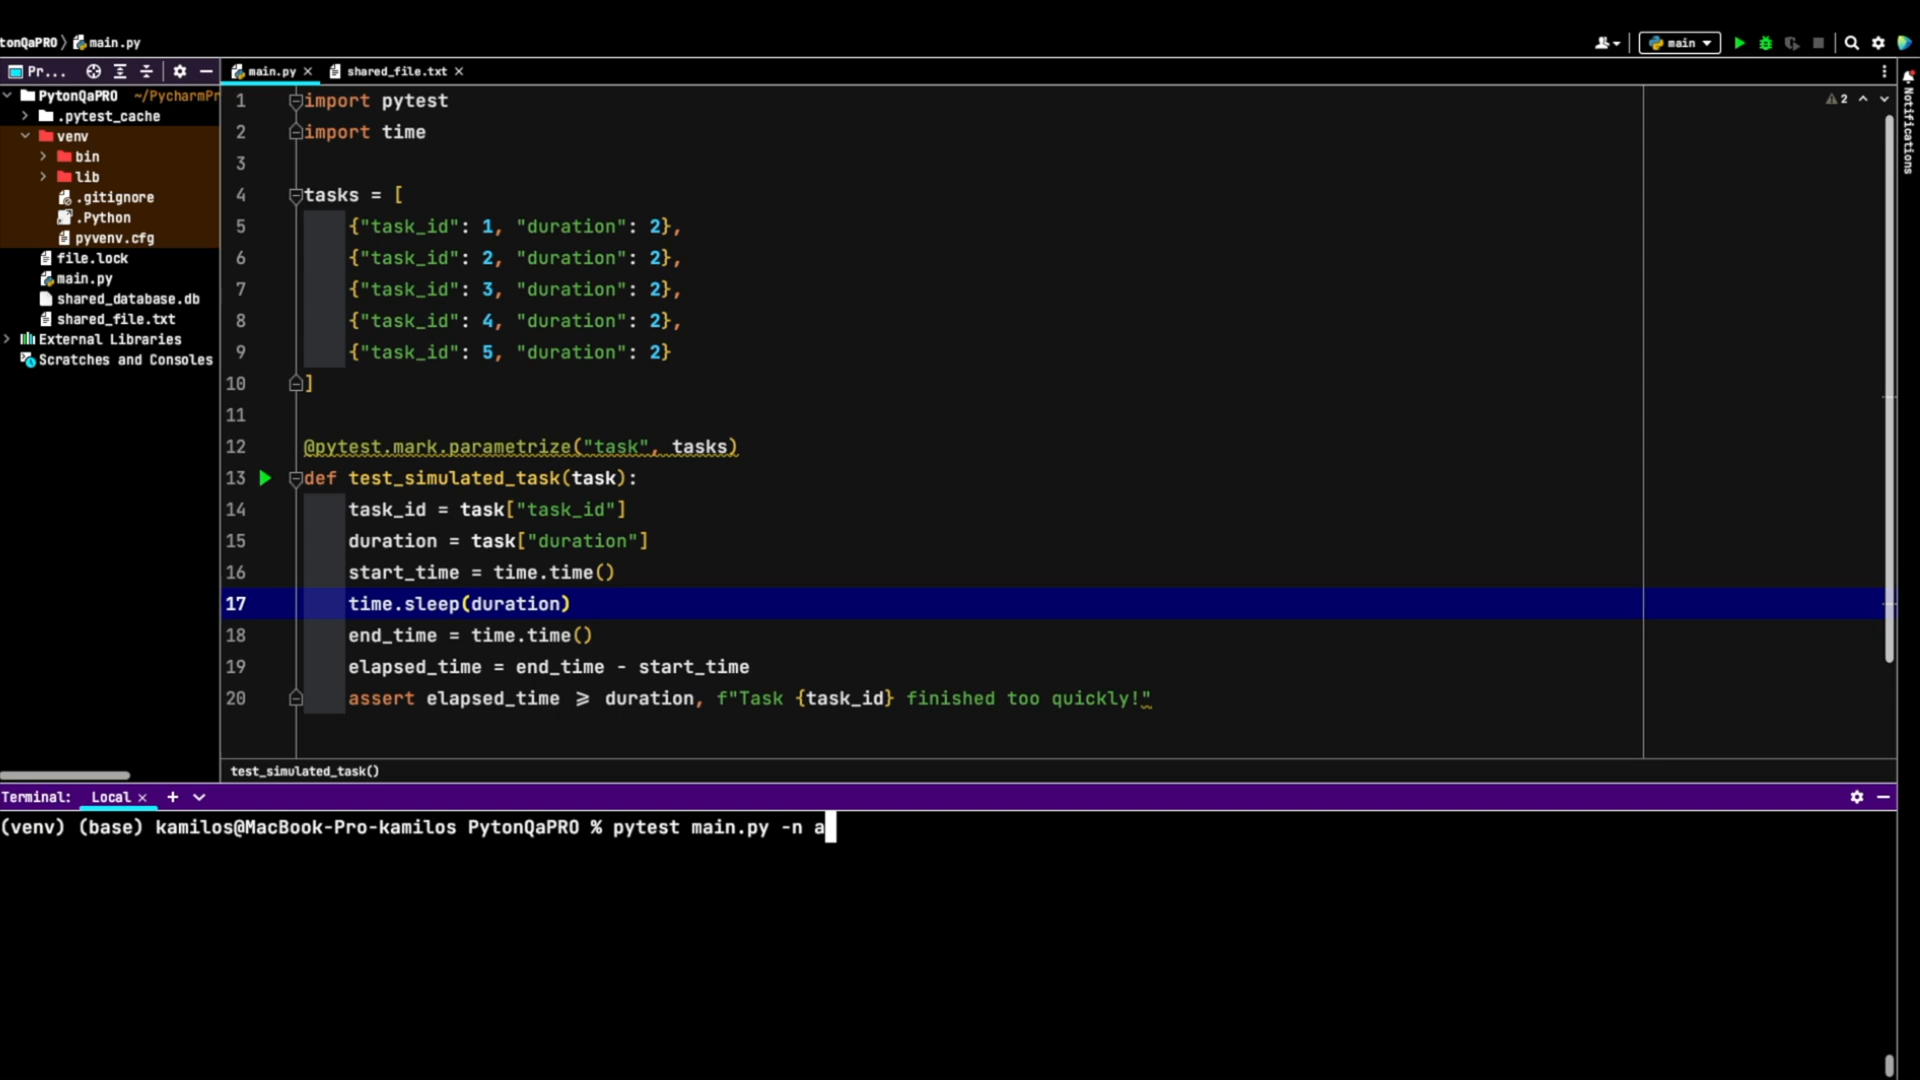 tonQaPRO 〉 main.py
main
Pr...
main.py ×
shared_file.txt ×
PytonQaPRO ~/PycharmPr
.pytest_cache
venv
bin
lib
.gitignore
.Python
pyvenv.cfg
file.lock
main.py
shared_database.db
shared_file.txt
External Libraries
Scratches and Consoles
1 import pytest
2 import time
3
4 tasks = [
5 {"task_id": 1, "duration": 2},
6 {"task_id": 2, "duration": 2},
7 {"task_id": 3, "duration": 2},
8 {"task_id": 4, "duration": 2},
9 {"task_id": 5, "duration": 2}
10 ]
11
12 @pytest.mark.parametrize("task", tasks)
13 def test_simulated_task(task):
14 task_id = task["task_id"]
15 duration = task["duration"]
16 start_time = time.time()
17 time.sleep(duration)
18 end_time = time.time()
19 elapsed_time = end_time - start_time
20 assert elapsed_time ⩾ duration, f"Task {task_id} finished too quickly!"
2
Notifications
test_simulated_task()
Terminal: Local × +
(venv) (base) kamilos@MacBook-Pro-kamilos PytonQaPRO % pytest main.py -n a